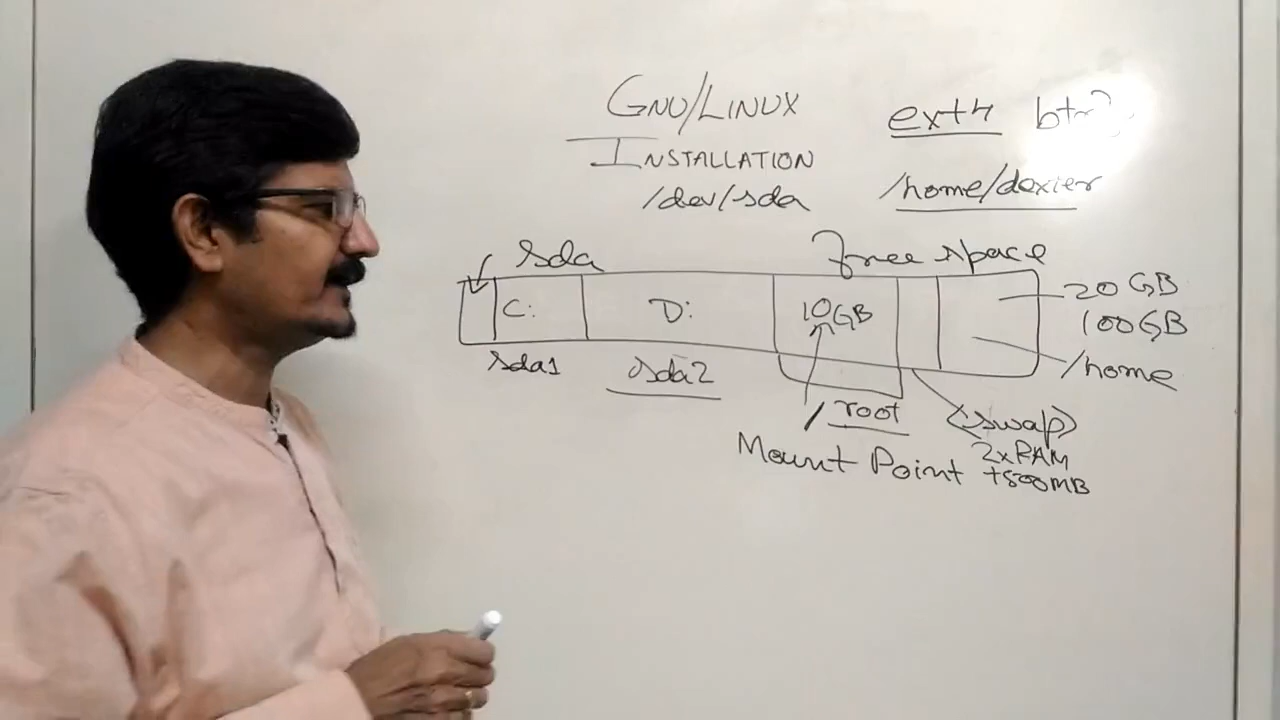 GNU/LINUX
INSTALLATION
/dev/sda
ext4
/home/dexter
sda
free space
C:
D:
10GB
20 GB
100GB
/home
sda1
sda2
/ root
<swap>
2xRAM
+500MB
Mount Point